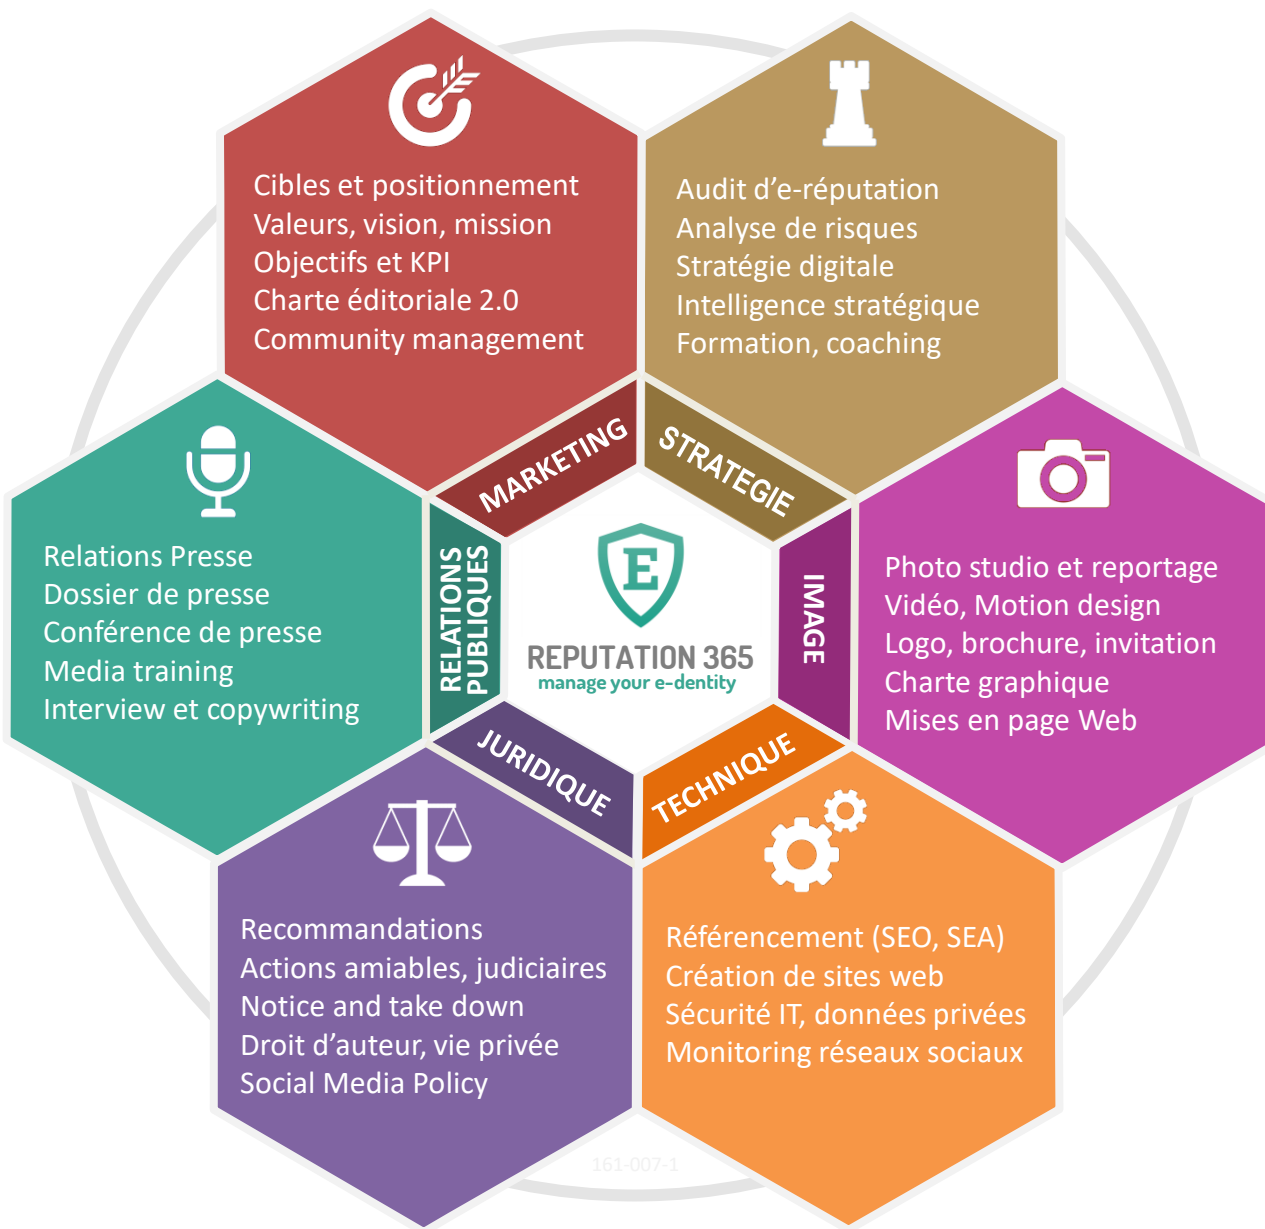 Cibles et positionnement
Valeurs, vision, mission
Objectifs et KPI
Charte éditoriale 2.0
Community management
MARKETING
Audit d’e-réputation
Analyse de risques
Stratégie digitale
Intelligence stratégique
Formation, coaching
STRATEGIE
Relations Presse
Dossier de presse
Conférence de presse
Media training
Interview et copywriting
RELATIONS
PUBLIQUES
E
REPUTATION 365
manage your e-dentity
IMAGE
Photo studio et reportage
Vidéo, Motion design
Logo, brochure, invitation
Charte graphique
Mises en page Web
JURIDIQUE
Recommandations
Actions amiables, judiciaires
Notice and take down
Droit d’auteur, vie privée
Social Media Policy
TECHNIQUE
Référencement (SEO, SEA)
Création de sites web
Sécurité IT, données privées
Monitoring réseaux sociaux
161-007-1